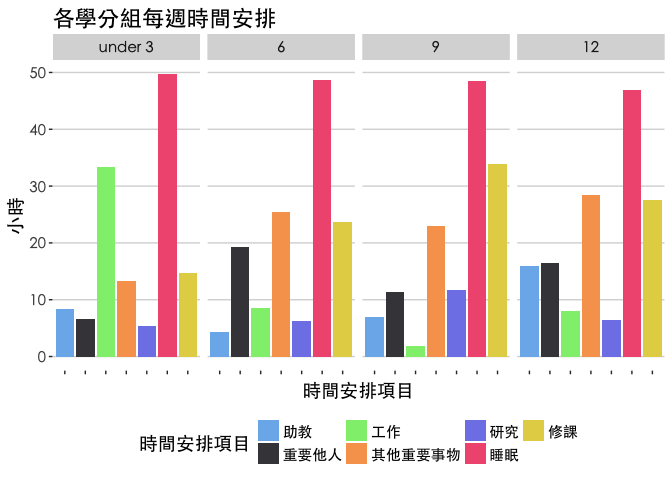 各學分組每週時間安排
under 3 6 9 12
小時
50
40
30
20
10
0
時間安排項目
時間安排項目 助教 工作 研究 修課
重要他人 其他重要事物 睡眠